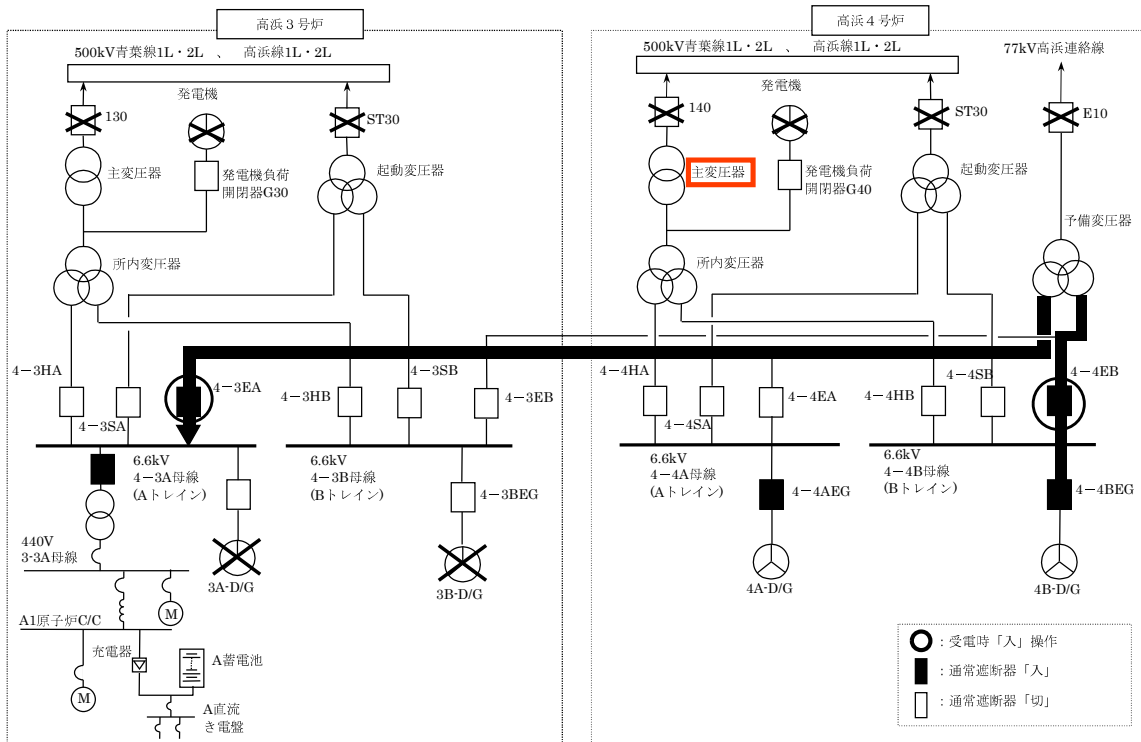 高浜３号炉
500kV青葉線1L・2L　、　高浜線1L・2L
発電機
130
ST30
主変圧器
発電機負荷
開閉器G30
起動変圧器
所内変圧器
4－3HA
4－3EA
4－3SA
4－3HB
4－3SB
4－3EB
6.6kV
4－3A母線
(Aトレイン)
6.6kV
4－3B母線
(Bトレイン)
4－3BEG
440V
3-3A母線
3A-D/G
3B-D/G
M
A1原子炉C/C
充電器
A蓄電池
M
A直流
き電盤
高浜４号炉
500kV青葉線1L・2L　、　高浜線1L・2L
77kV高浜連絡線
発電機
140
ST30
E10
主変圧器
発電機負荷
開閉器G40
起動変圧器
予備変圧器
所内変圧器
4－4HA
4－4SA
4－4EA
4－4HB
4－4SB
4－4EB
6.6kV
4－4A母線
(Aトレイン)
6.6kV
4－4B母線
(Bトレイン)
4－4AEG
4－4BEG
4A-D/G
4B-D/G
：受電時「入」操作
：通常遮断器「入」
：通常遮断器「切」